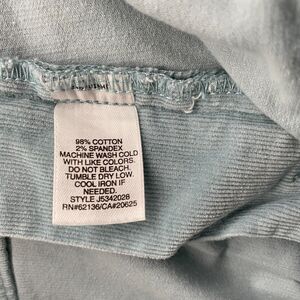 98% COTTON
2% SPANDEX
MACHINE WASH COLD
WITH LIKE COLORS.
DO NOT BLEACH.
TUMBLE DRY LOW.
COOL IRON IF
NEEDED.
STYLE J5342028
RN#62136/CA#20625